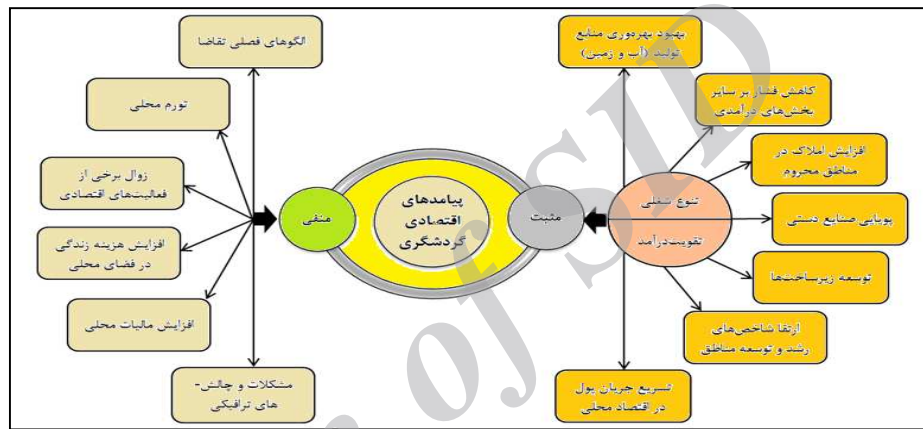 بهبود بهره‌وری منابع
تولید (آب و زمین)
کاهش فشار بر سایر
بخش‌های درآمدی
افزایش املاک در
مناطق محروم
پویایی صنایع دستی
توسعه زیرساخت‌ها
ارتقا شاخص‌های
رشد و توسعه مناطق
تسریع جریان پول
در اقتصاد محلی
تنوع شغلی
تقویت‌درآمد
مثبت
پیامدهای
اقتصادی
گردشگری
منفی
الگوهای فصلی تقاضا
تورم محلی
زوال برخی از
فعالیت‌های اقتصادی
افزایش هزینه زندگی
در فضای محلی
افزایش مالیات محلی
مشکلات و چالش-
های ترافیکی
of SID